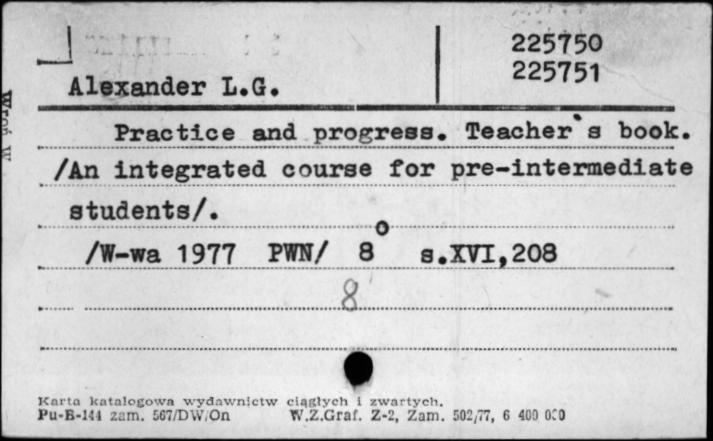 225750
225751
Alexander L.G.
Practice and progress. Teacher`s book.
/An integrated course for pre-intermediate
students/.
/W-wa 1977 PWN/ 8o s.XVI,208
8
Karta katalogowa wydawnictw ciągłych i zwartych.
Pu-B-144 zam. 567/DW/On W.Z.Graf. Z-2, Zam. 502/77, 6 400 000